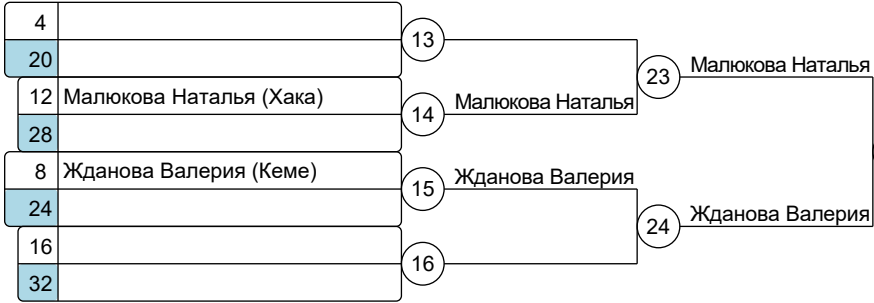 4
13
20
12 Малюкова Наталья (Хака)
14 Малюкова Наталья
28
23 Малюкова Наталья
8 Жданова Валерия (Кеме)
15 Жданова Валерия
24
24 Жданова Валерия
16
16
32